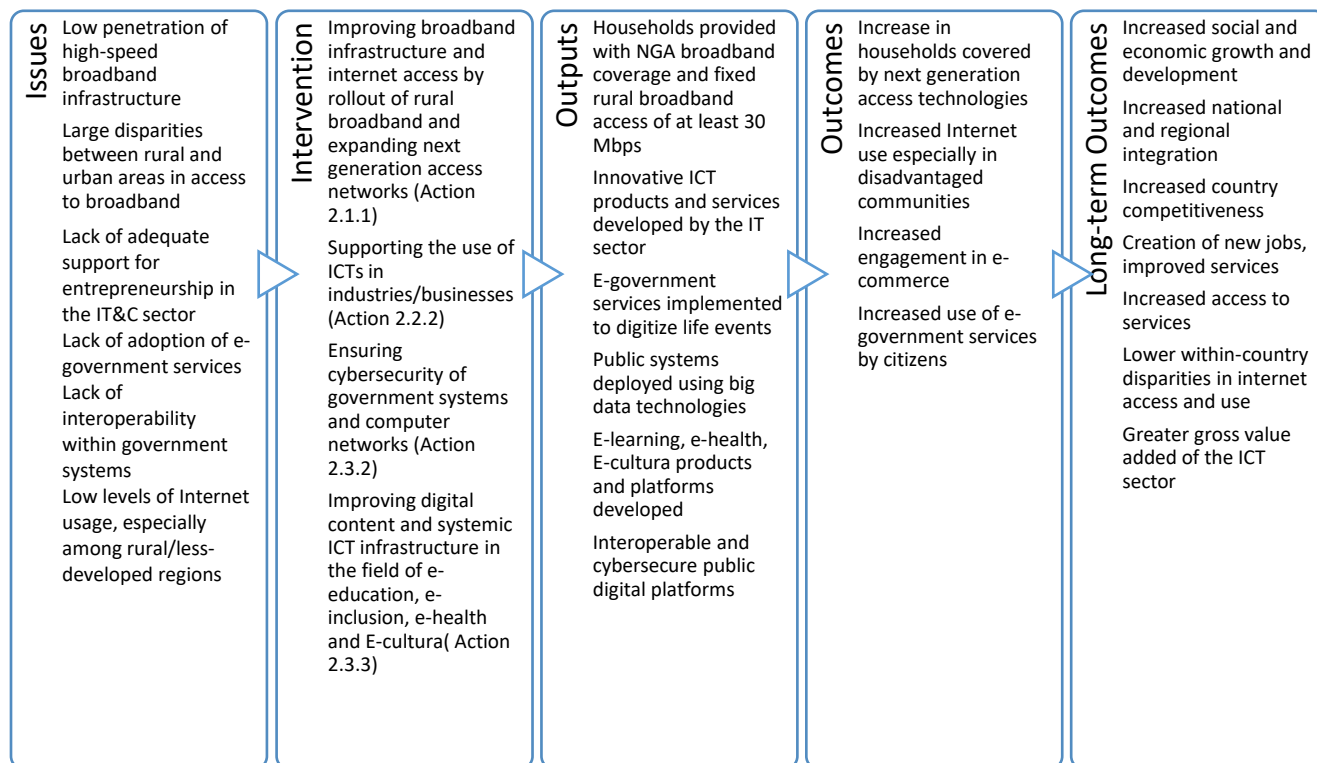 Issues
Low penetration of
high-speed
broadband
infrastructure
Large disparities
between rural and
urban areas in access
to broadband
Lack of adequate
support for
entrepreneurship in
the IT&C sector
Lack of adoption of e-
government services
Lack of
interoperability
within government
systems
Low levels of Internet
usage, especially
among rural/less-
developed regions
Intervention
Improving broadband
infrastructure and
internet access by
rollout of rural
broadband and
expanding next
generation access
networks (Action
2.1.1)
Supporting the use of
ICTs in
industries/businesses
(Action 2.2.2)
Ensuring
cybersecurity of
government systems
and computer
networks (Action
2.3.2)
Improving digital
content and systemic
ICT infrastructure in
the field of e-
education, e-
inclusion, e-health
and E-cultura( Action
2.3.3)
Outputs
Households provided
with NGA broadband
coverage and fixed
rural broadband
access of at least 30
Mbps
Innovative ICT
products and services
developed by the IT
sector
E-government
services implemented
to digitize life events
Public systems
deployed using big
data technologies
E-learning, e-health,
E-cultura products
and platforms
developed
Interoperable and
cybersecure public
digital platforms
Outcomes
Increase in
households covered
by next generation
access technologies
Increased Internet
use especially in
disadvantaged
communities
Increased
engagement in e-
commerce
Increased use of e-
government services
by citizens
Long-term Outcomes
Increased social and
economic growth and
development
Increased national
and regional
integration
Increased country
competitiveness
Creation of new jobs,
improved services
Increased access to
services
Lower within-country
disparities in internet
access and use
Greater gross value
added of the ICT
sector